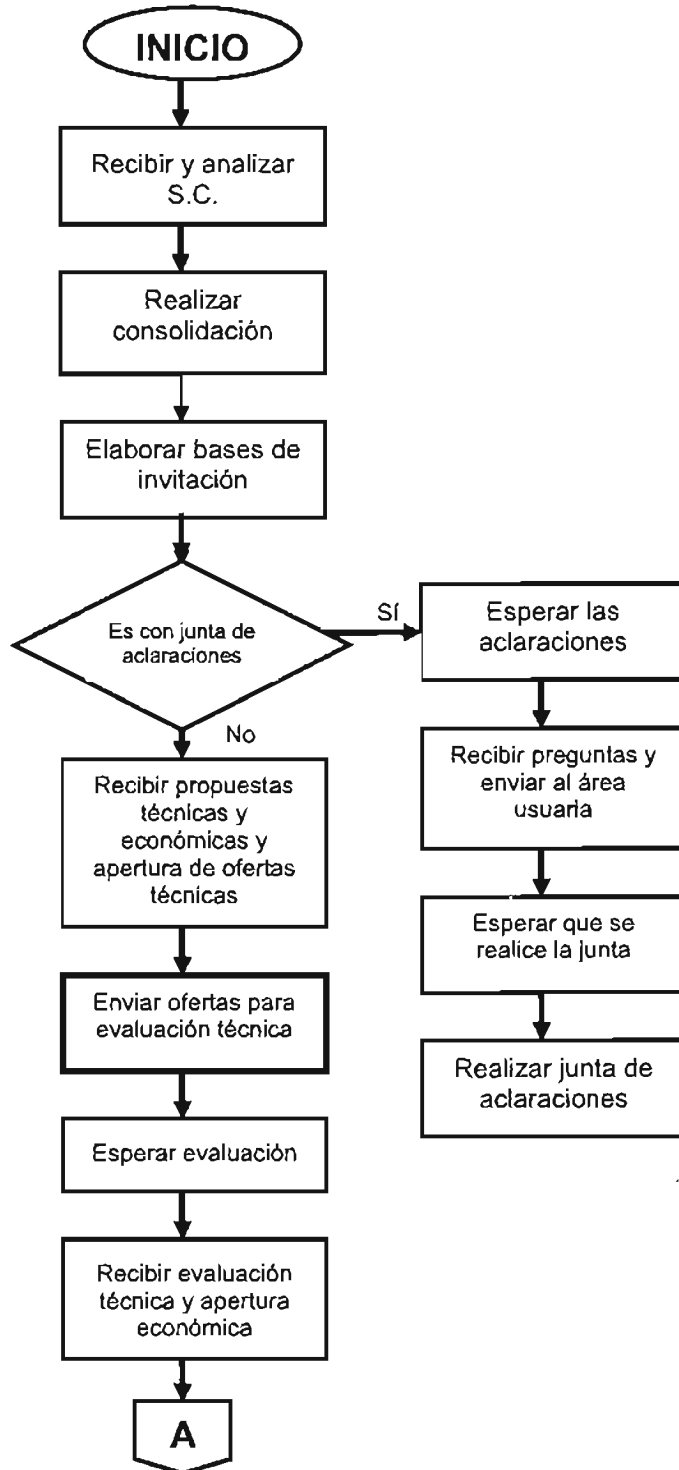 INICIO
Recibir y analizar
S.C.
Realizar
consolidación
Elaborar bases de
invitación
Es con junta de
aclaraciones
Sí
No
Esperar las
aclaraciones
Recibir preguntas y
enviar al área
usuaria
Esperar que se
realice la junta
Realizar junta de
aclaraciones
Recibir propuestas
técnicas y
económicas y
apertura de ofertas
técnicas
Enviar ofertas para
evaluación técnica
Esperar evaluación
Recibir evaluación
técnica y apertura
económica
A